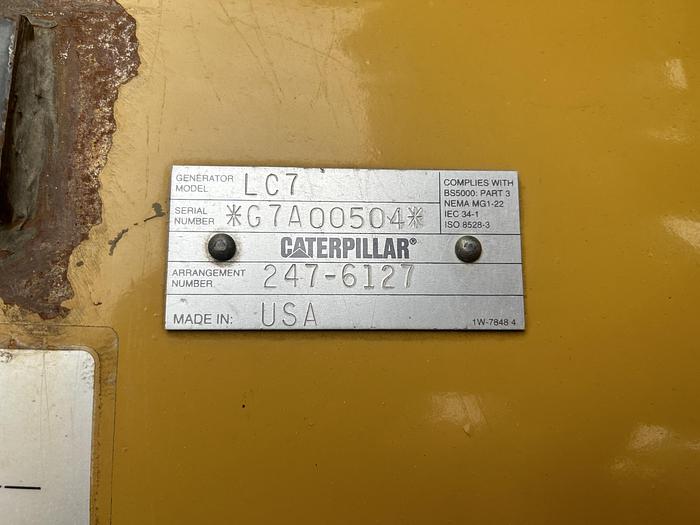 GENERATOR MODEL LC7
SERIAL NUMBER *G7A00504*
CATERPILLAR®
ARRANGEMENT NUMBER 247-6127
MADE IN: USA
COMPLIES WITH
BS5000: PART 3
NEMA MG1-22
IEC 34-1
ISO 8528-3
1W-7848 4